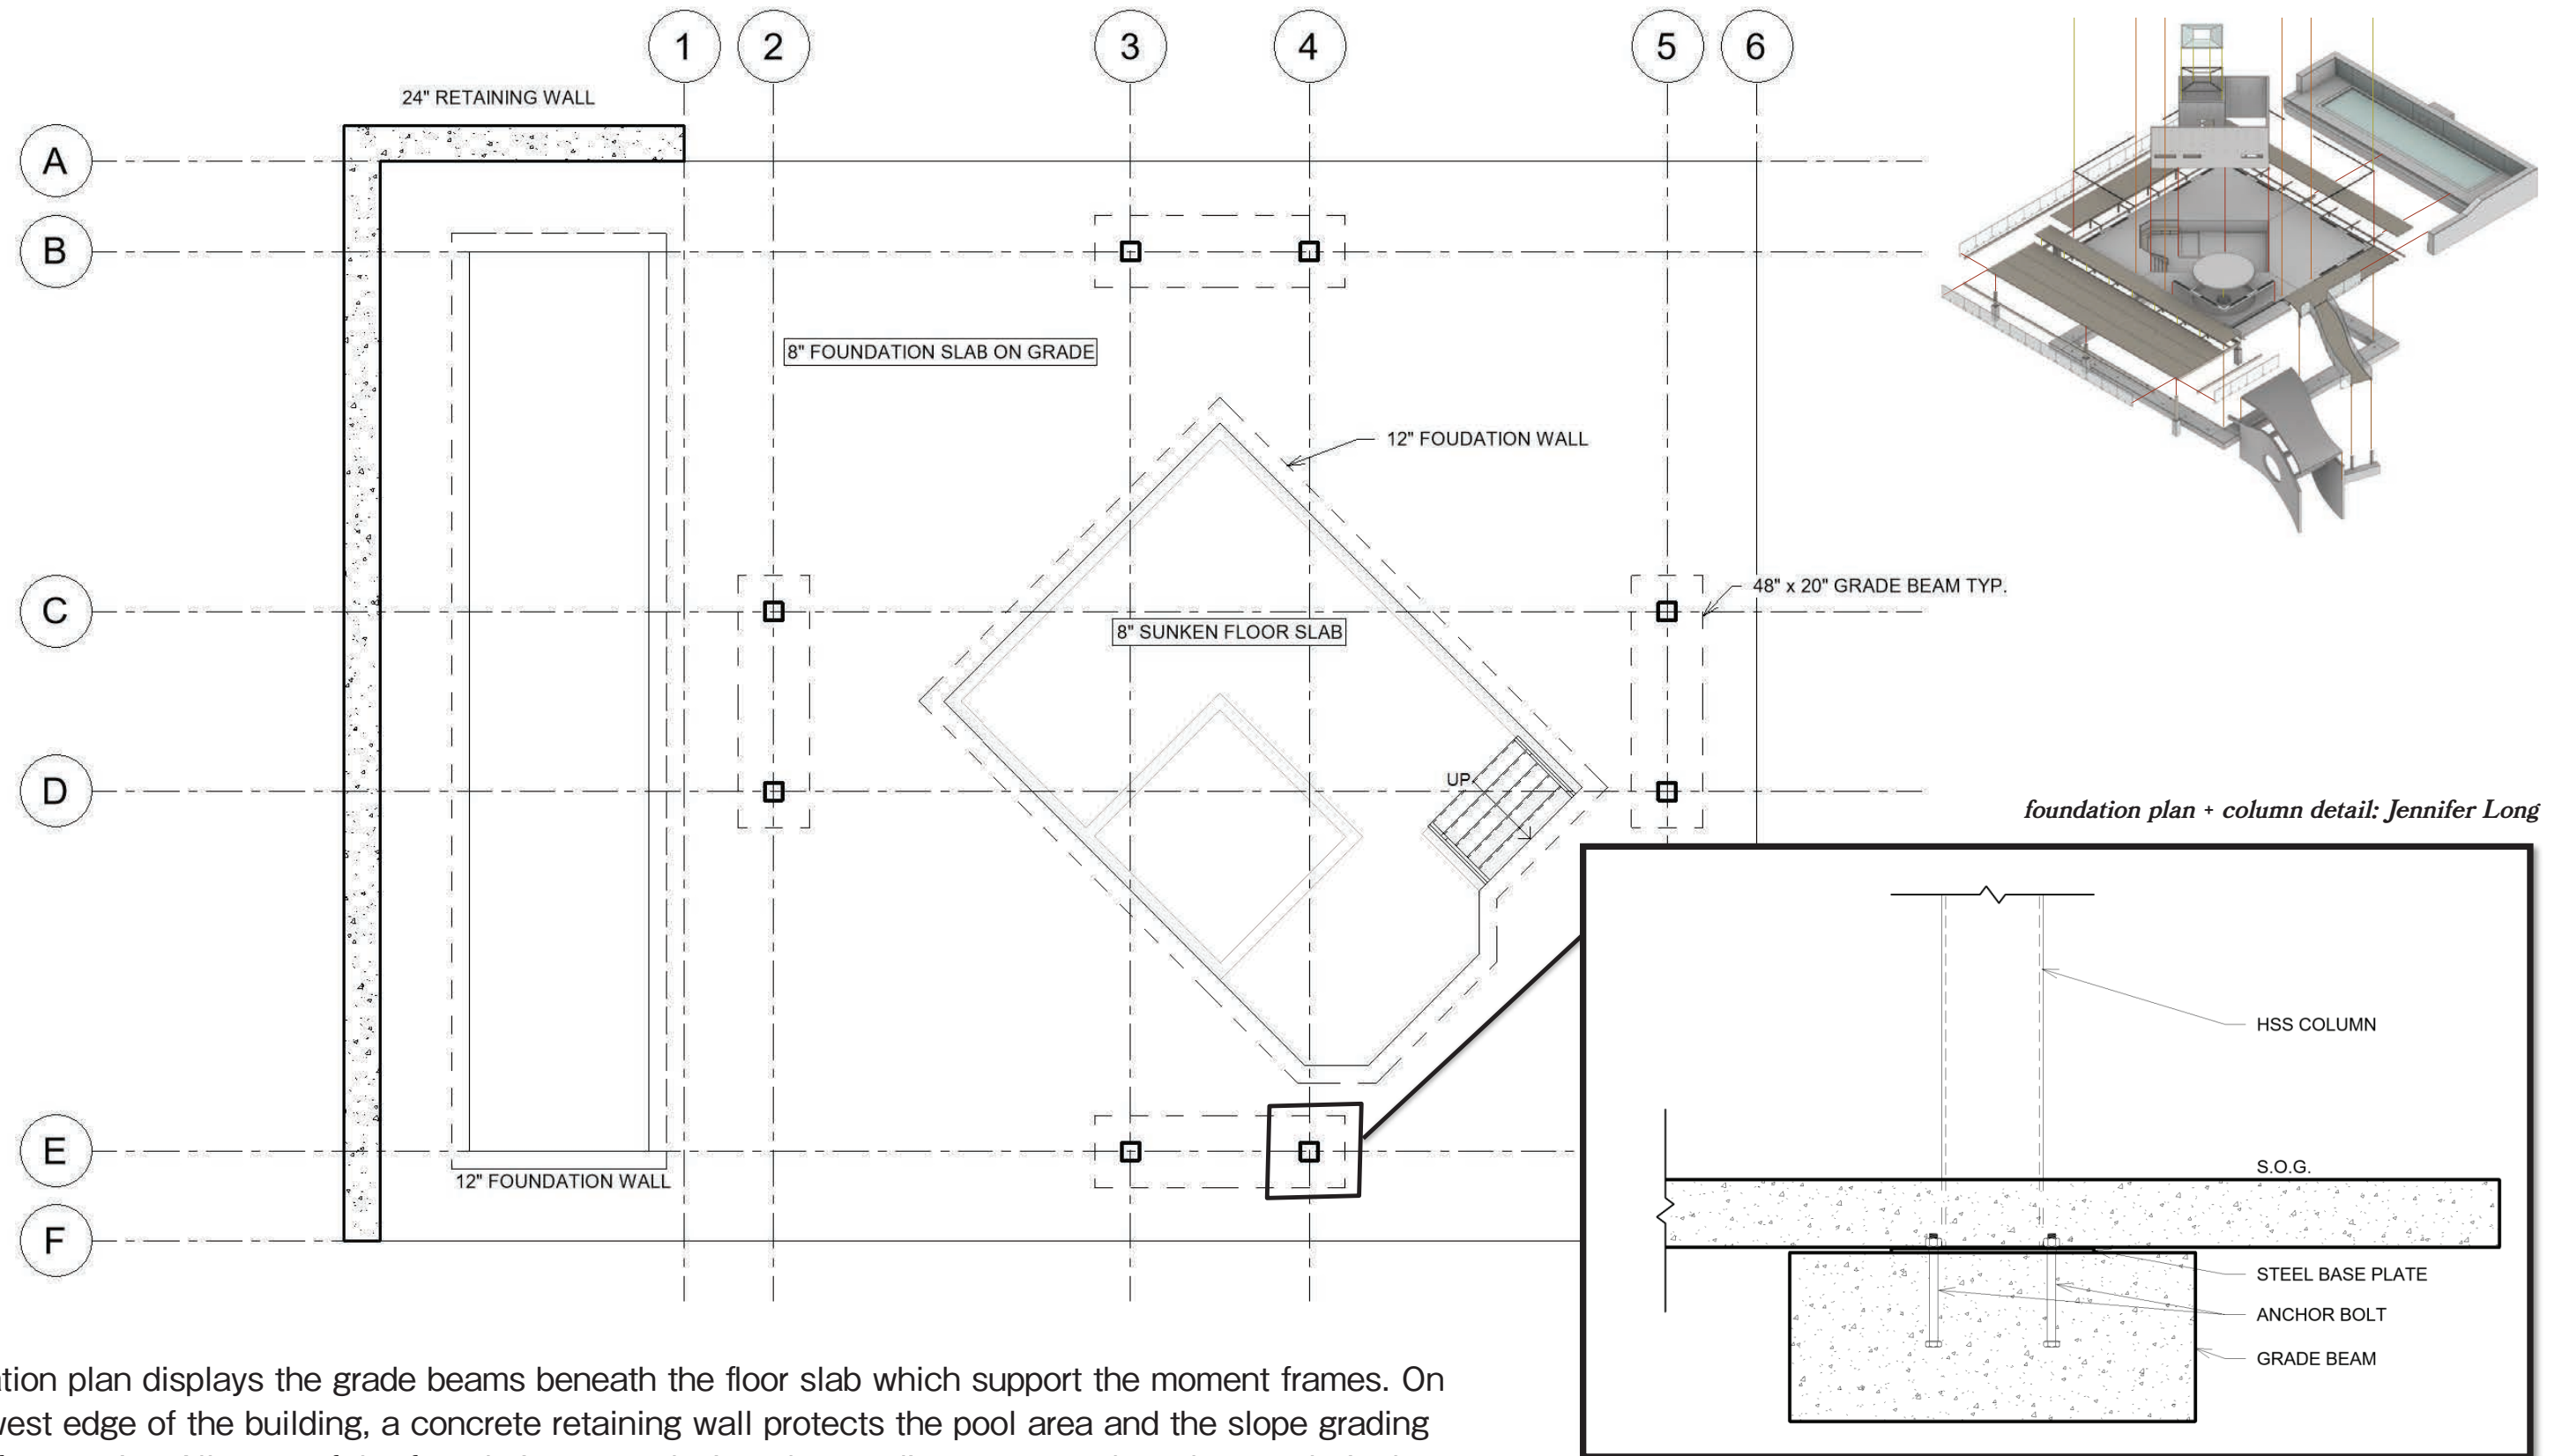 1 2 3 4 5 6
24" RETAINING WALL
A
B
8" FOUNDATION SLAB ON GRADE
12" FOUDATION WALL
C
48" x 20" GRADE BEAM TYP.
8" SUNKEN FLOOR SLAB
D
UP
foundation plan + column detail: Jennifer Long
HSS COLUMN
E
12" FOUNDATION WALL
S.O.G.
F
STEEL BASE PLATE
ANCHOR BOLT
GRADE BEAM
plan displays the grade beams beneath the floor slab which support the moment frames. On
edge of the building, a concrete retaining wall protects the pool area and the slope grading